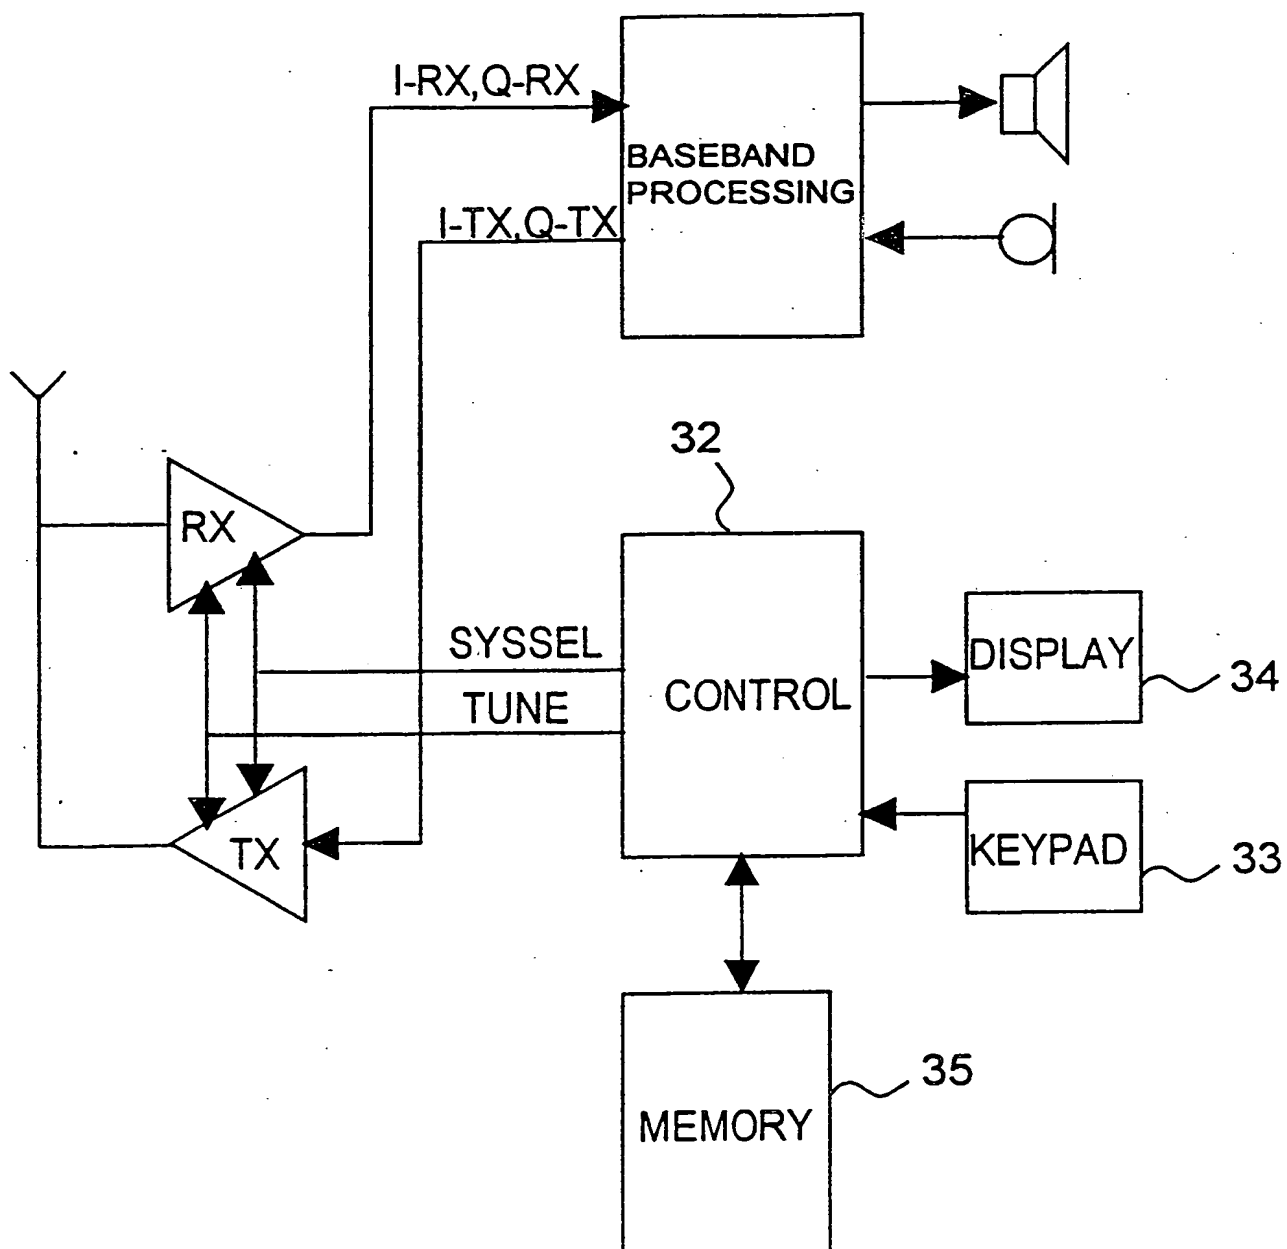 I-RX,Q-RX
BASEBAND
PROCESSING
I-TX,Q-TX
32
RX
SYSSEL
CONTROL
DISPLAY
34
TUNE
TX
KEYPAD
33
35
MEMORY